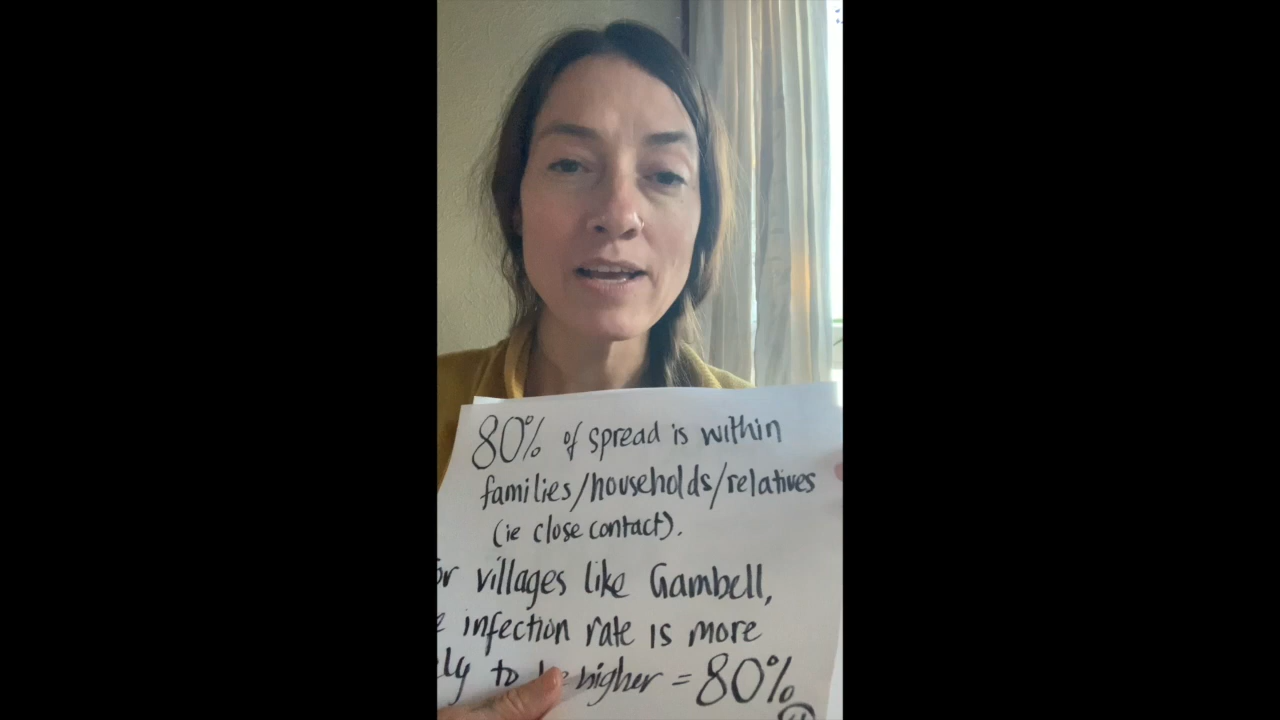 80% of spread is within
families/households/relatives
(ie close contact).
villages like Gambell,
infection rate is more
to be higher = 80%